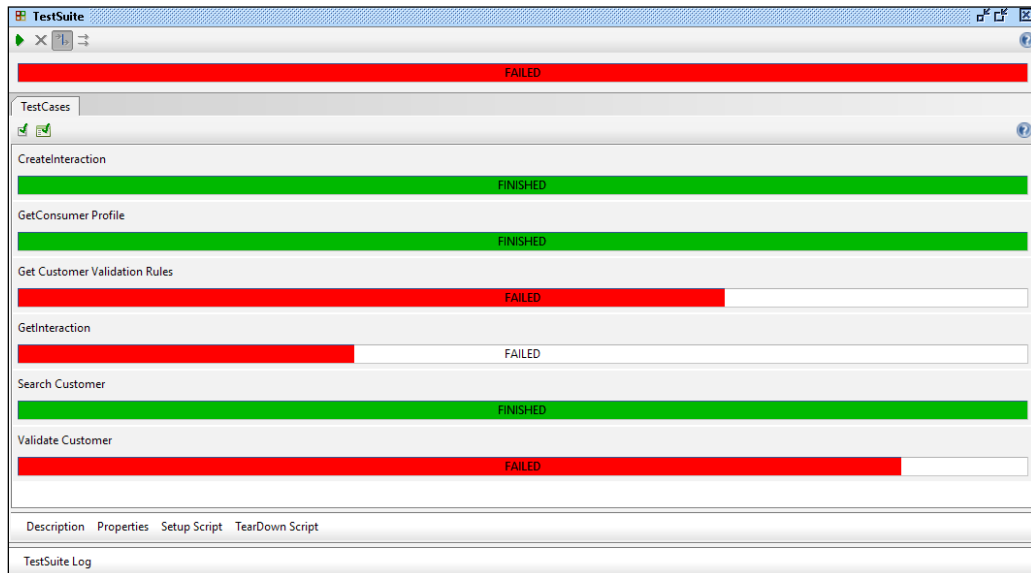 TestSuite
FAILED
TestCases
CreateInteraction
FINISHED
GetConsumer Profile
FINISHED
Get Customer Validation Rules
FAILED
GetInteraction
FAILED
Search Customer
FINISHED
Validate Customer
FAILED
Description Properties Setup Script TearDown Script
TestSuite Log